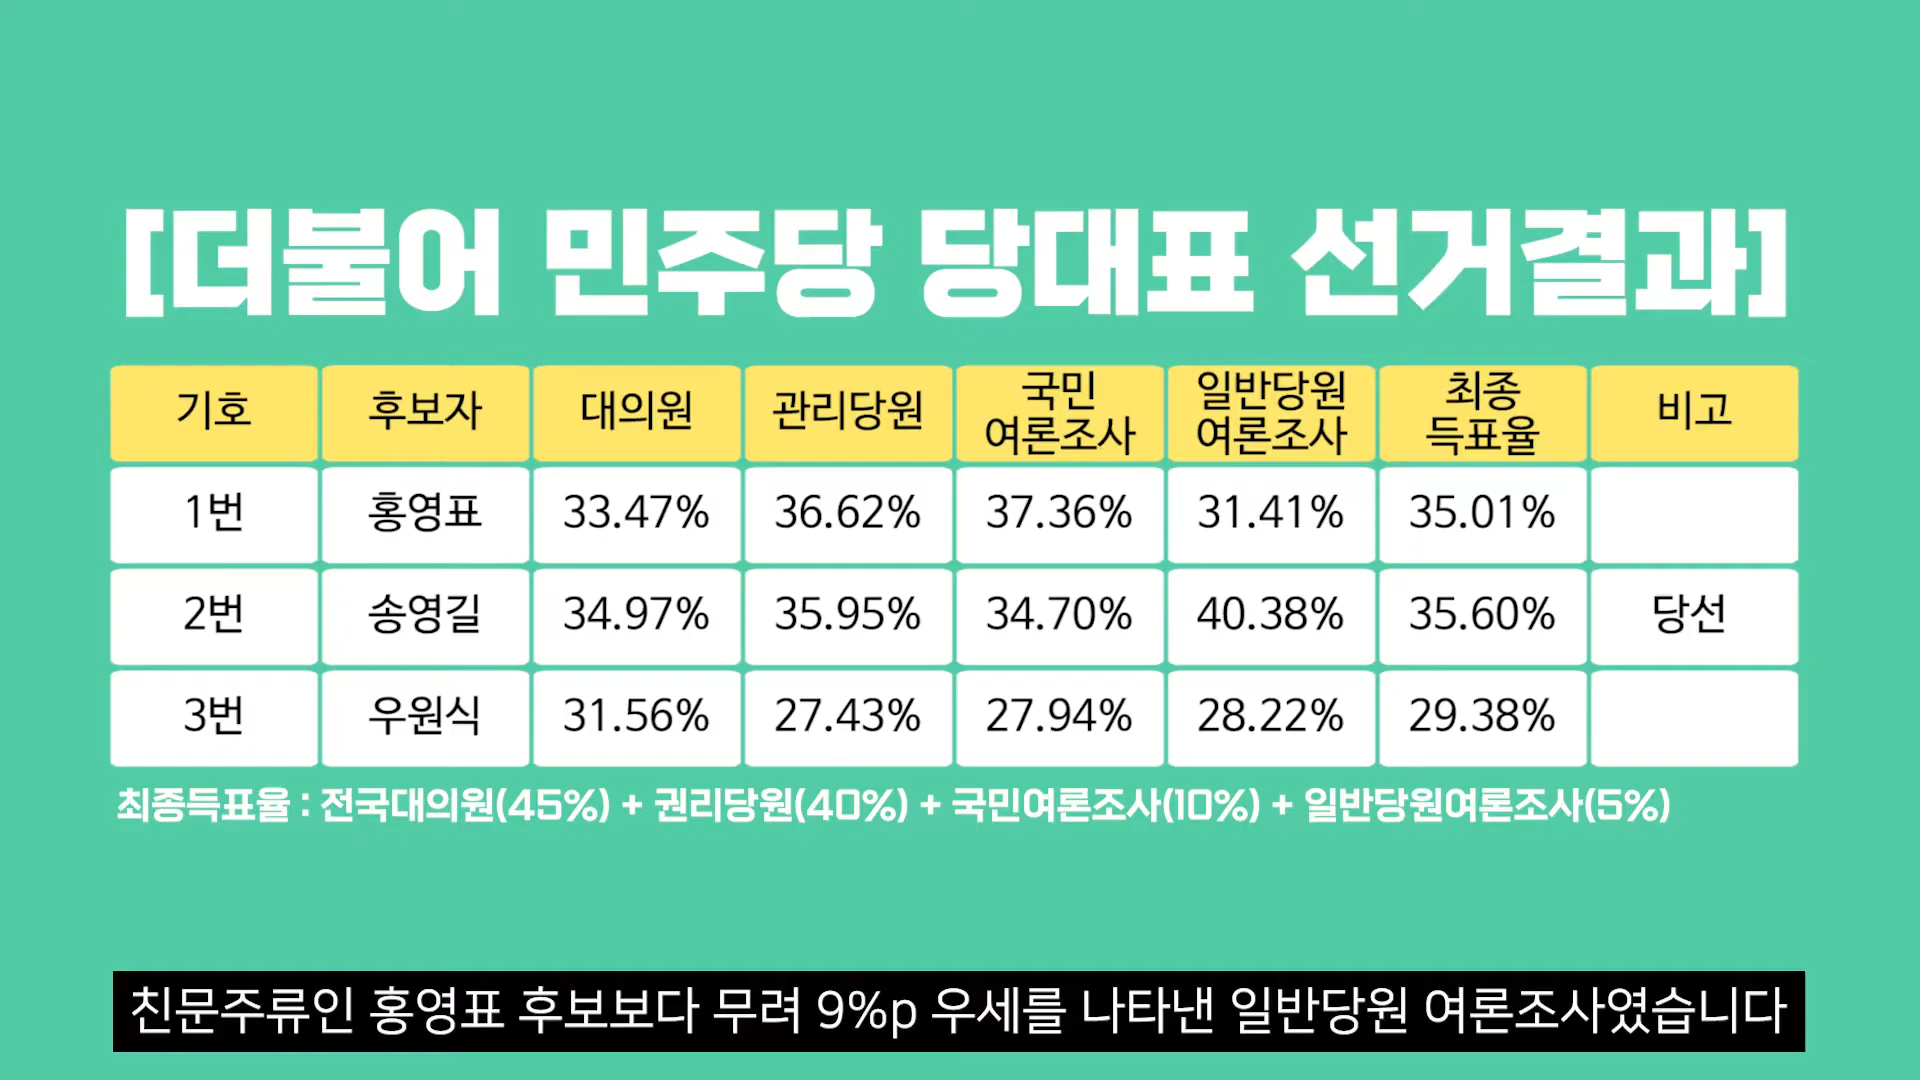 [더불어 민주당 당대표 선거결과]
기호 후보자 대의원 관리당원 국민 여론조사 일반당원 여론조사 최종 득표율 비고
1번 홍영표 33.47% 36.62% 37.36% 31.41% 35.01%
2번 송영길 34.97% 35.95% 34.70% 40.38% 35.60% 당선
3번 우원식 31.56% 27.43% 27.94% 28.22% 29.38%
최종득표율 : 전국대의원(45%) + 권리당원(40%) + 국민여론조사(10%) + 일반당원여론조사(5%)
친문주류인 홍영표 후보보다 무려 9%p 우세를 나타낸 일반당원 여론조사였습니다